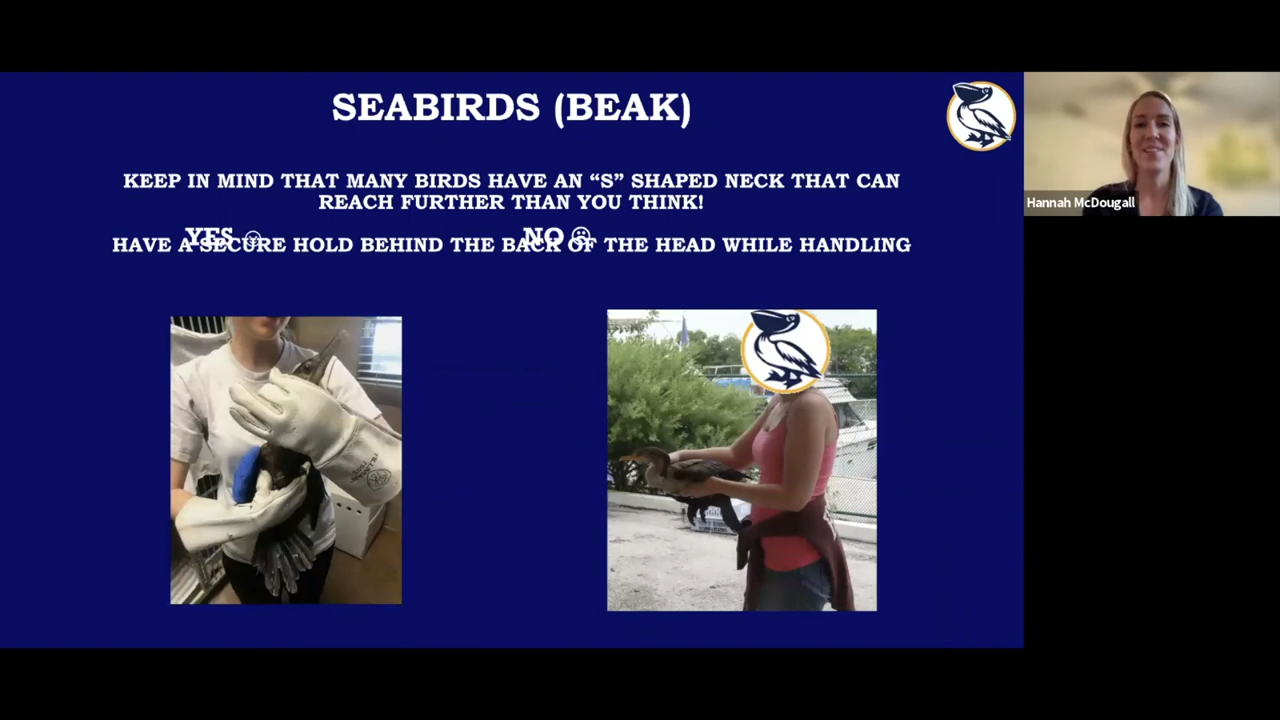 SEABIRDS (BEAK)
KEEP IN MIND THAT MANY BIRDS HAVE AN “S” SHAPED NECK THAT CAN
REACH FURTHER THAN YOU THINK!
YES ☺ NO ☹
HAVE A SECURE HOLD BEHIND THE BACK OF THE HEAD WHILE HANDLING
Hannah McDougall